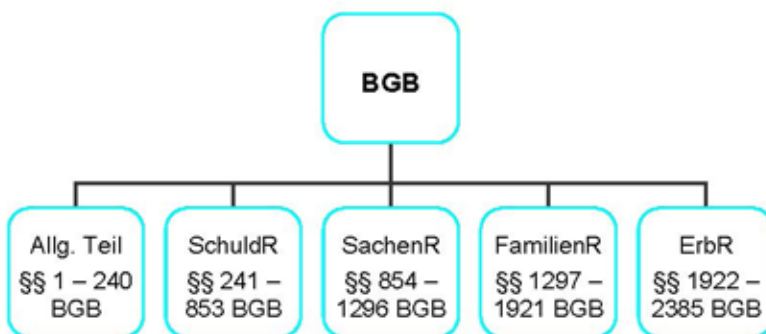 BGB
Allg. Teil
§§ 1 – 240
BGB
SchuldR
§§ 241 –
853 BGB
SachenR
§§ 854 –
1296 BGB
FamilienR
§§ 1297 –
1921 BGB
ErbR
§§ 1922 –
2385 BGB